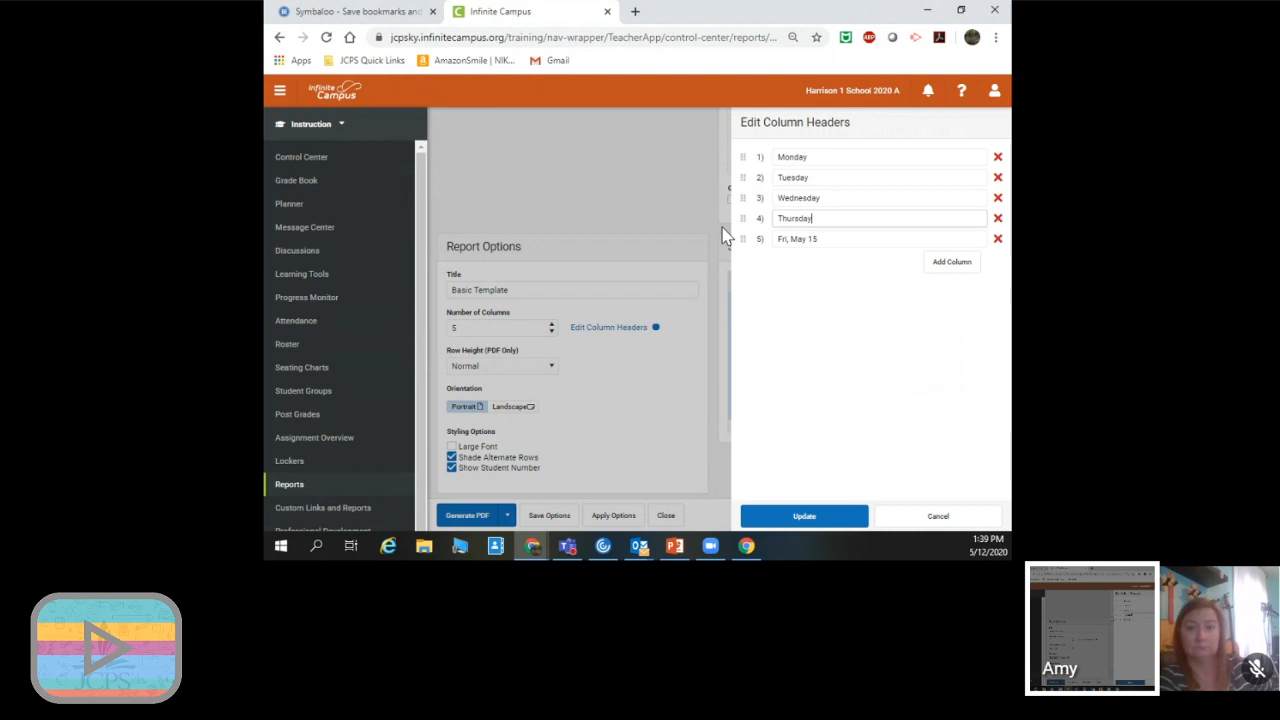 Symbaloo - Save bookmarks and
Infinite Campus
jcpsky.infinitecampus.org/training/nav-wrapper/TeacherApp/control-center/reports/...
Apps
JCPS Quick Links
AmazonSmile | NIK...
Gmail
Infinite Campus
Harrison 1 School 2020 A
Instruction
Control Center
Grade Book
Planner
Message Center
Discussions
Learning Tools
Progress Monitor
Attendance
Roster
Seating Charts
Student Groups
Post Grades
Assignment Overview
Lockers
Reports
Custom Links and Reports
Professional Development
Report Options
Title
Basic Template
Number of Columns
5
Edit Column Headers
Row Height (PDF Only)
Normal
Orientation
Portrait
Landscape
Styling Options
Large Font
Shade Alternate Rows
Show Student Number
Generate PDF
Save Options
Apply Options
Close
Edit Column Headers
1) Monday
2) Tuesday
3) Wednesday
4) Thursday
5) Fri, May 15
Add Column
Update
Cancel
1:39 PM
5/12/2020
JCPS
Amy